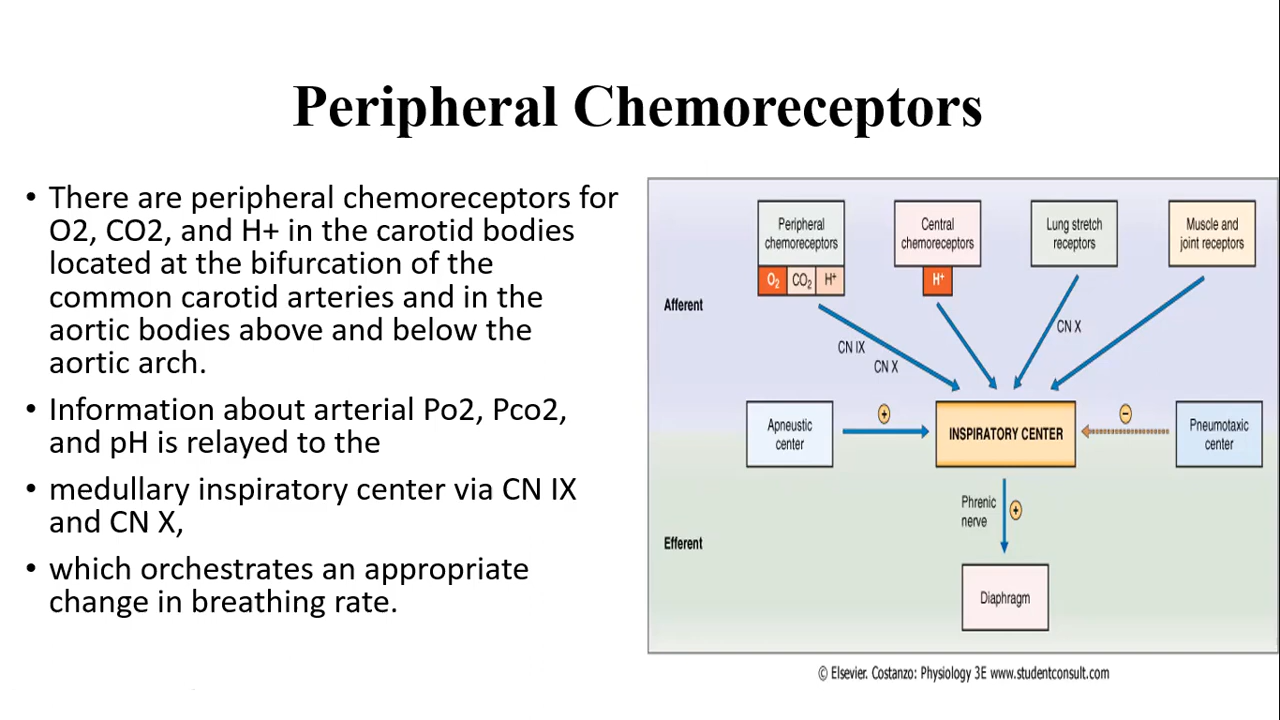 Peripheral Chemoreceptors
• There are peripheral chemoreceptors for
O2, CO2, and H+ in the carotid bodies
located at the bifurcation of the
common carotid arteries and in the
aortic bodies above and below the
aortic arch.
• Information about arterial Po2, Pco2,
and pH is relayed to the
• medullary inspiratory center via CN IX
and CN X,
• which orchestrates an appropriate
change in breathing rate.
Peripheral
chemoreceptors
O₂ CO₂ H⁺
Central
chemoreceptors
H⁺
Lung stretch
receptors
Muscle and
joint receptors
Afferent
CN IX
CN X
CN X
Apneustic
center
+
INSPIRATORY CENTER
−
Pneumotaxic
center
Phrenic
nerve
+
Efferent
Diaphragm
© Elsevier. Costanzo: Physiology 3E www.studentconsult.com